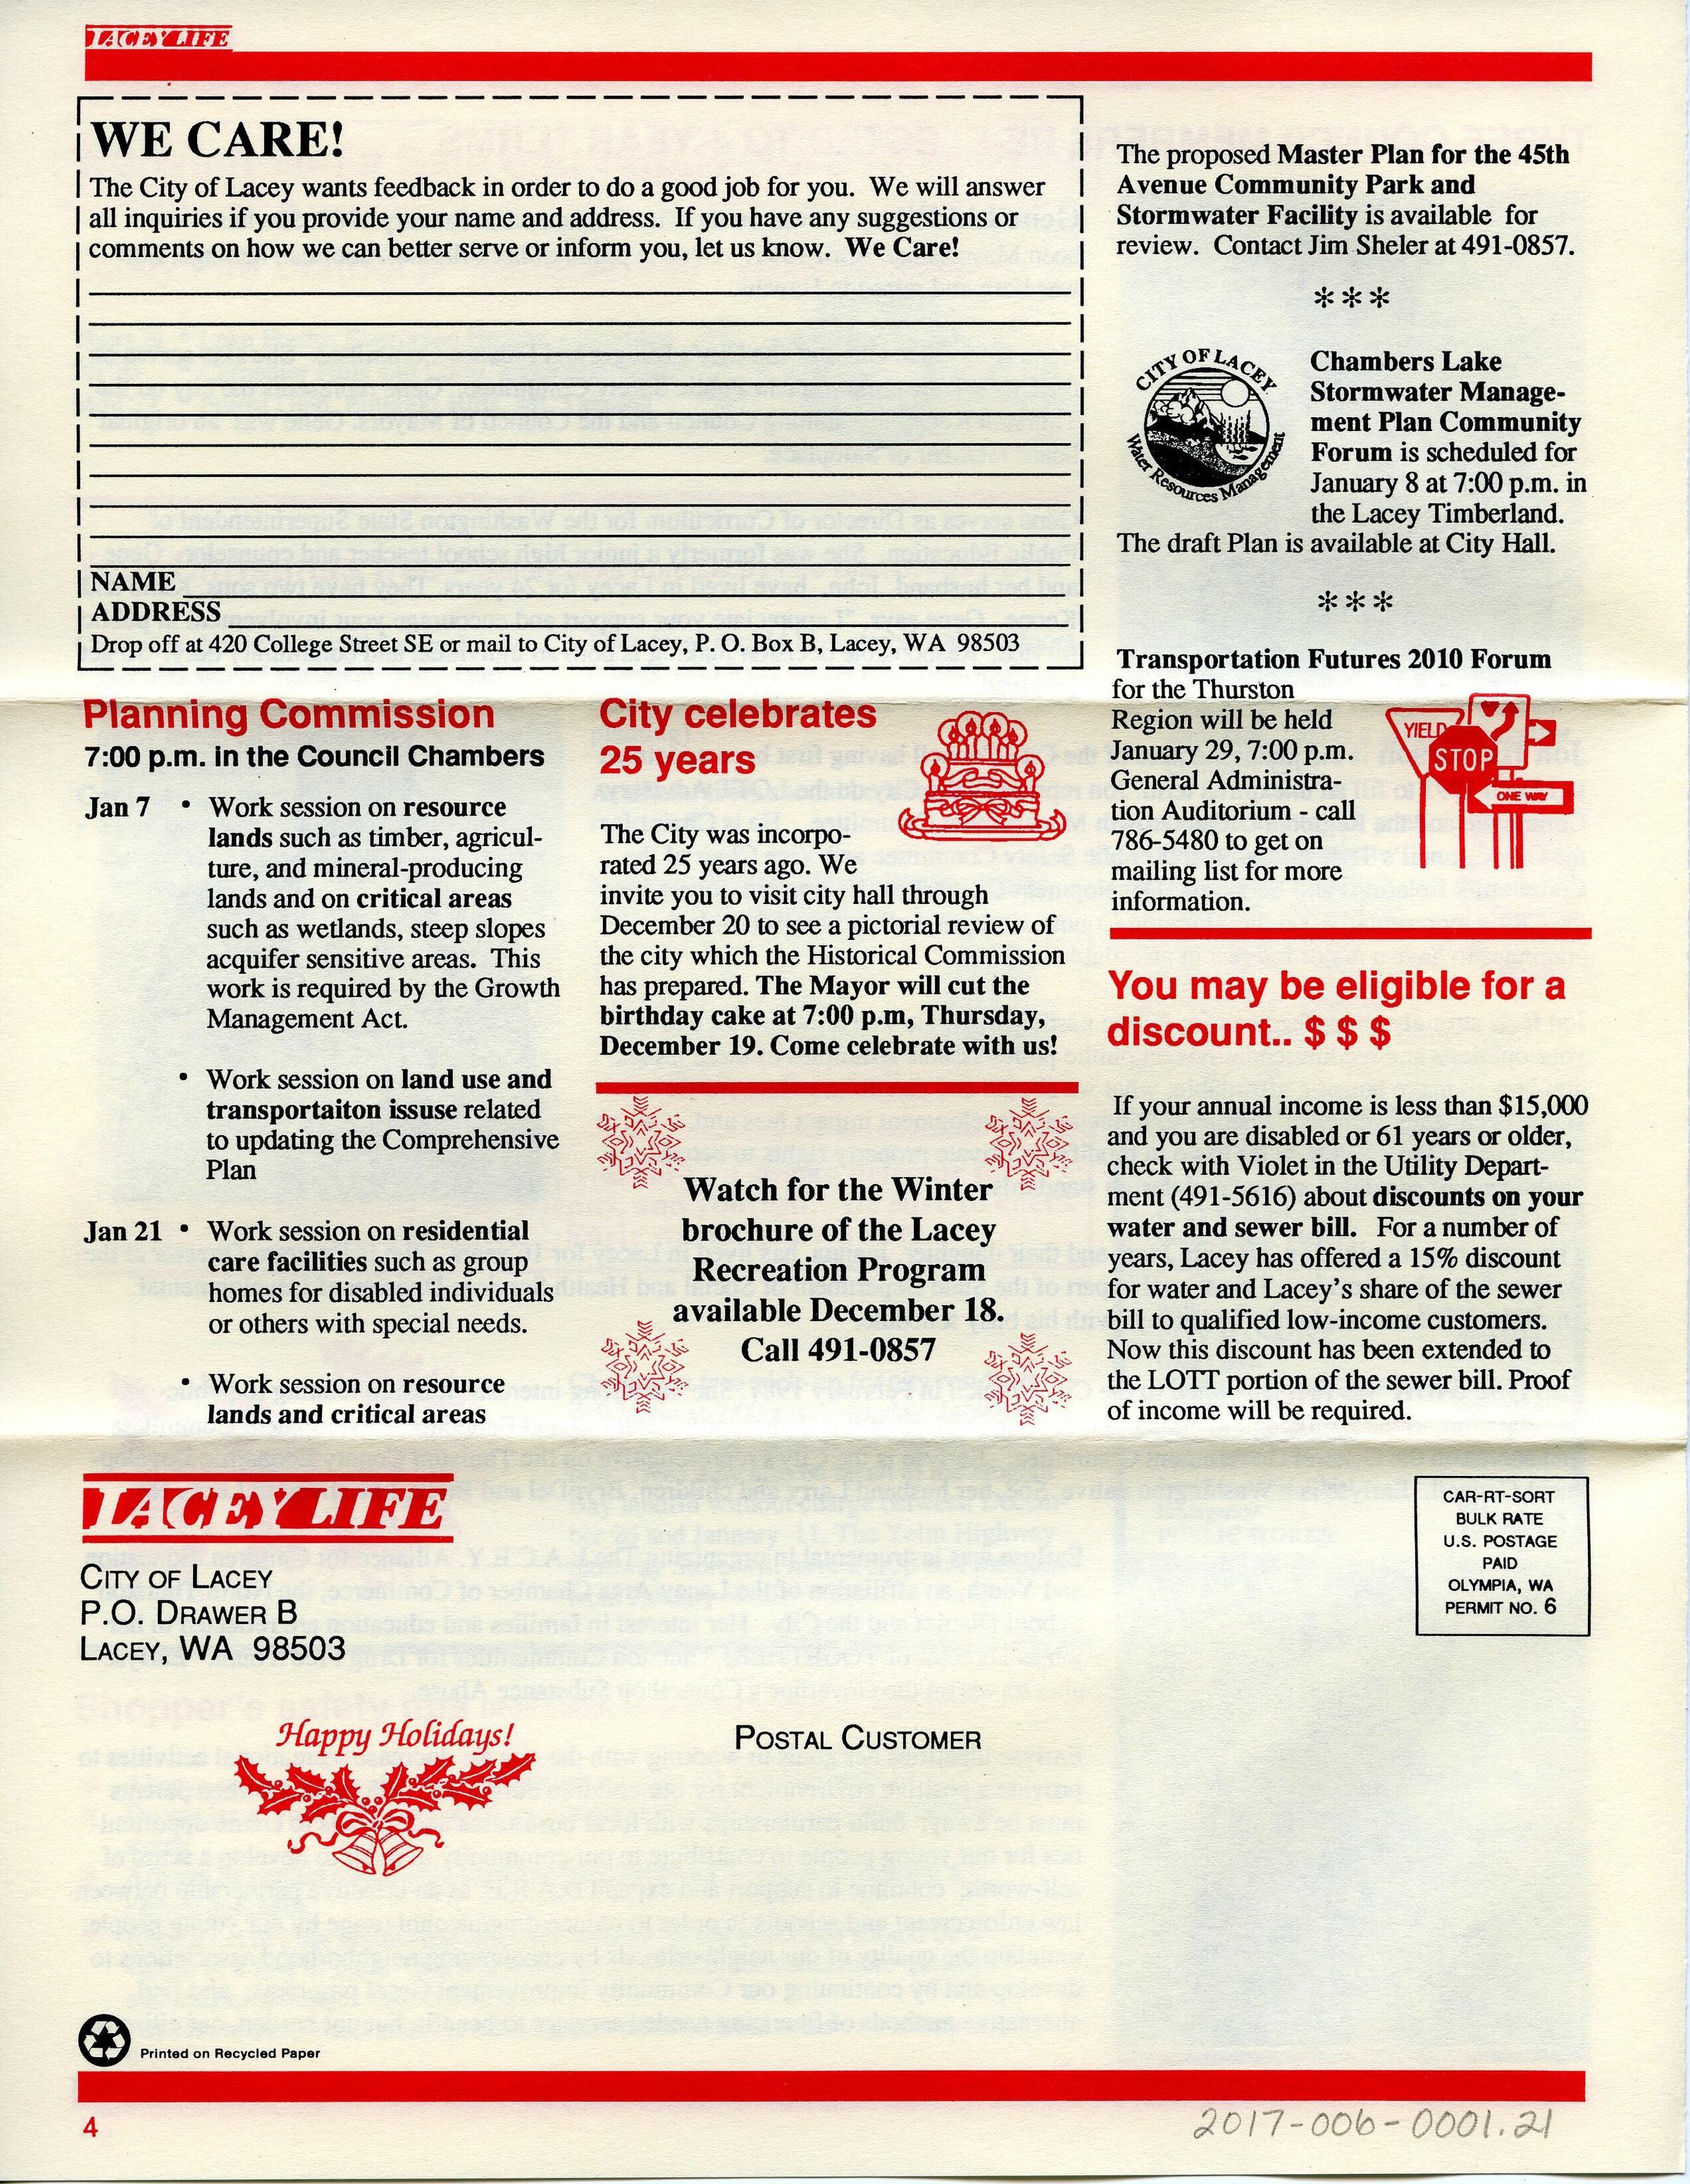 LACEY LIFE
WE CARE!
The City of Lacey wants feedback in order to do a good job for you. We will answer
all inquiries if you provide your name and address. If you have any suggestions or
comments on how we can better serve or inform you, let us know. We Care!
NAME
ADDRESS
Drop off at 420 College Street SE or mail to City of Lacey, P. O. Box B, Lacey, WA 98503
The proposed Master Plan for the 45th
Avenue Community Park and
Stormwater Facility is available for
review. Contact Jim Sheler at 491-0857.
***
CITY OF LACEY
Water Resources Management
Chambers Lake
Stormwater Manage-
ment Plan Community
Forum is scheduled for
January 8 at 7:00 p.m. in
the Lacey Timberland.
The draft Plan is available at City Hall.
***
Transportation Futures 2010 Forum
for the Thurston
Region will be held
January 29, 7:00 p.m.
General Administra-
tion Auditorium - call
786-5480 to get on
mailing list for more
information.
YIELD
STOP
ONE WAY
Planning Commission
7:00 p.m. in the Council Chambers
Jan 7 • Work session on resource
lands such as timber, agricul-
ture, and mineral-producing
lands and on critical areas
such as wetlands, steep slopes
acquifer sensitive areas. This
work is required by the Growth
Management Act.
• Work session on land use and
transportaiton issuse related
to updating the Comprehensive
Plan
Jan 21 • Work session on residential
care facilities such as group
homes for disabled individuals
or others with special needs.
• Work session on resource
lands and critical areas
City celebrates
25 years
The City was incorpo-
rated 25 years ago. We
invite you to visit city hall through
December 20 to see a pictorial review of
the city which the Historical Commission
has prepared. The Mayor will cut the
birthday cake at 7:00 p.m, Thursday,
December 19. Come celebrate with us!
Watch for the Winter
brochure of the Lacey
Recreation Program
available December 18.
Call 491-0857
You may be eligible for a
discount.. $ $ $
If your annual income is less than $15,000
and you are disabled or 61 years or older,
check with Violet in the Utility Depart-
ment (491-5616) about discounts on your
water and sewer bill. For a number of
years, Lacey has offered a 15% discount
for water and Lacey's share of the sewer
bill to qualified low-income customers.
Now this discount has been extended to
the LOTT portion of the sewer bill. Proof
of income will be required.
LACEY LIFE
CITY OF LACEY
P.O. DRAWER B
LACEY, WA 98503
CAR-RT-SORT
BULK RATE
U.S. POSTAGE
PAID
OLYMPIA, WA
PERMIT NO. 6
Happy Holidays!
POSTAL CUSTOMER
Printed on Recycled Paper
4
2017-006-0001.21